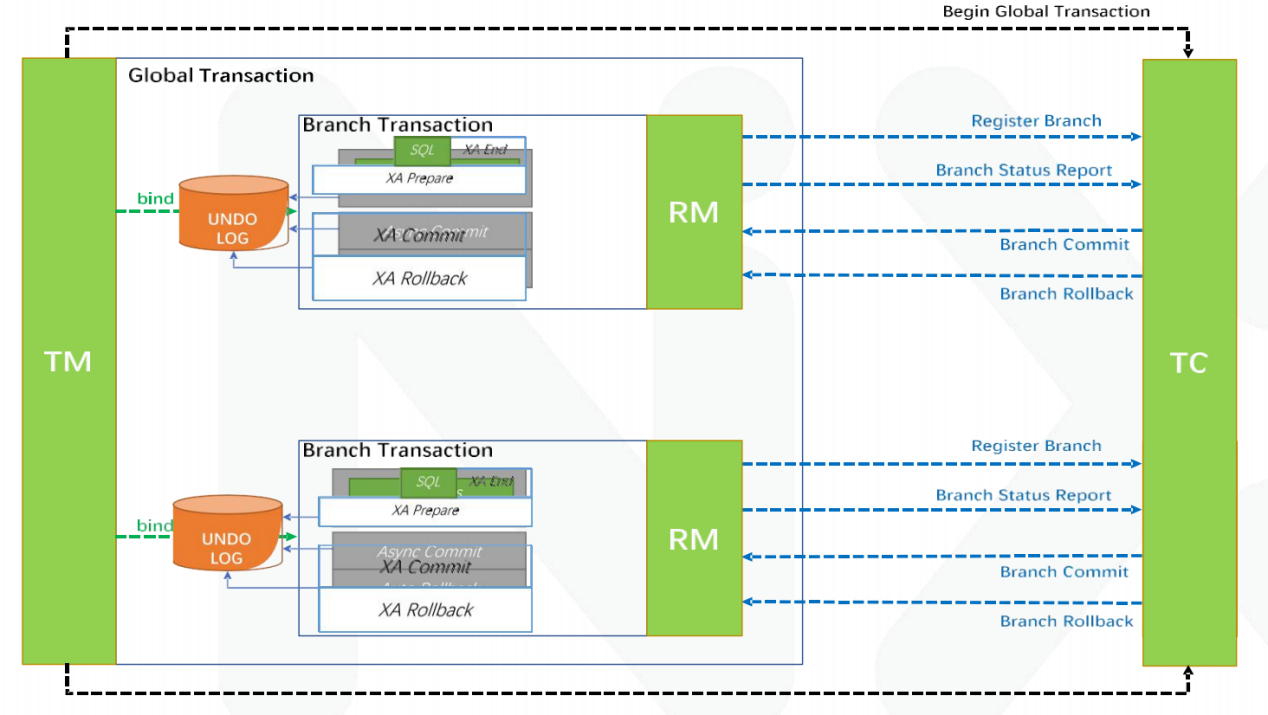 Begin Global Transaction
Global Transaction
Branch Transaction
SQL
XA End
XA Prepare
bind
UNDO
LOG
Async Commit
XA Commit
XA Rollback
RM
Register Branch
Branch Status Report
Branch Commit
Branch Rollback
TM
TC
Branch Transaction
SQL
XA End
XA Prepare
bind
UNDO
LOG
Async Commit
XA Commit
XA Rollback
RM
Register Branch
Branch Status Report
Branch Commit
Branch Rollback